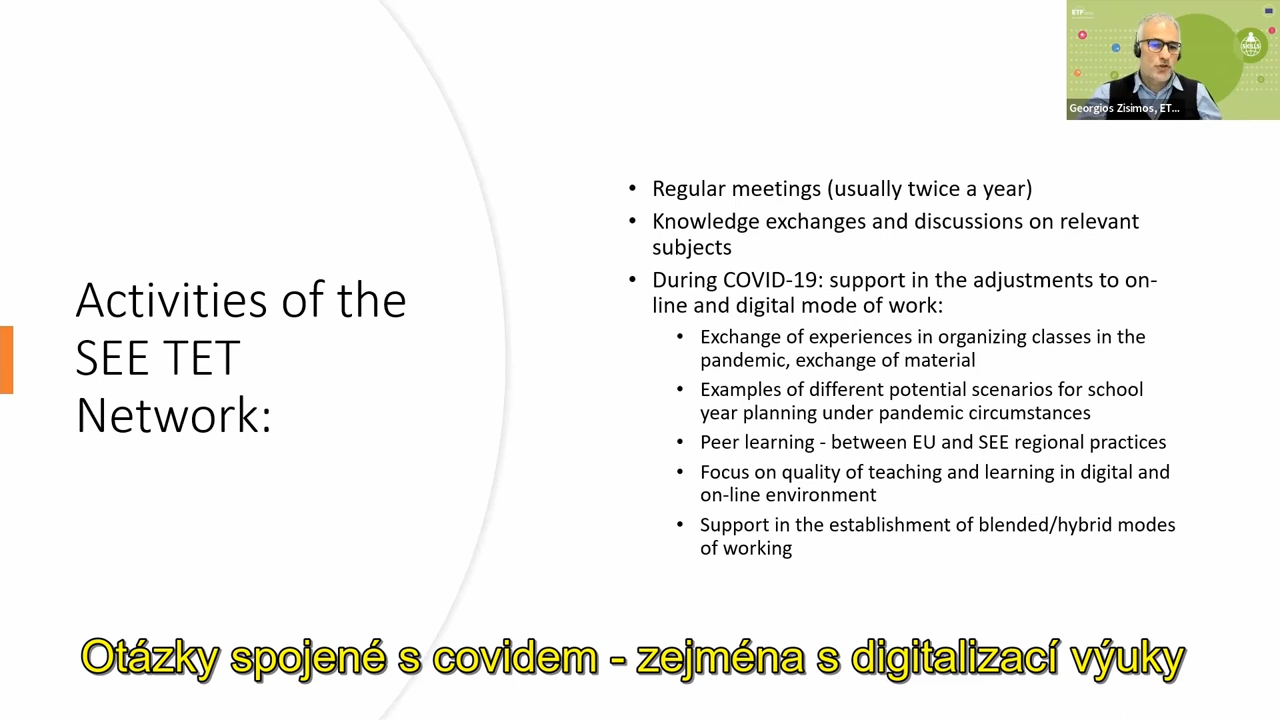 ETF
SKILLS
Georgios Zisimos, ET...
Activities of the
SEE TET
Network:
• Regular meetings (usually twice a year)
• Knowledge exchanges and discussions on relevant
subjects
• During COVID-19: support in the adjustments to on-
line and digital mode of work:
• Exchange of experiences in organizing classes in the
pandemic, exchange of material
• Examples of different potential scenarios for school
year planning under pandemic circumstances
• Peer learning - between EU and SEE regional practices
• Focus on quality of teaching and learning in digital and
on-line environment
• Support in the establishment of blended/hybrid modes
of working
Otázky spojené s covidem - zejména s digitalizací výuky